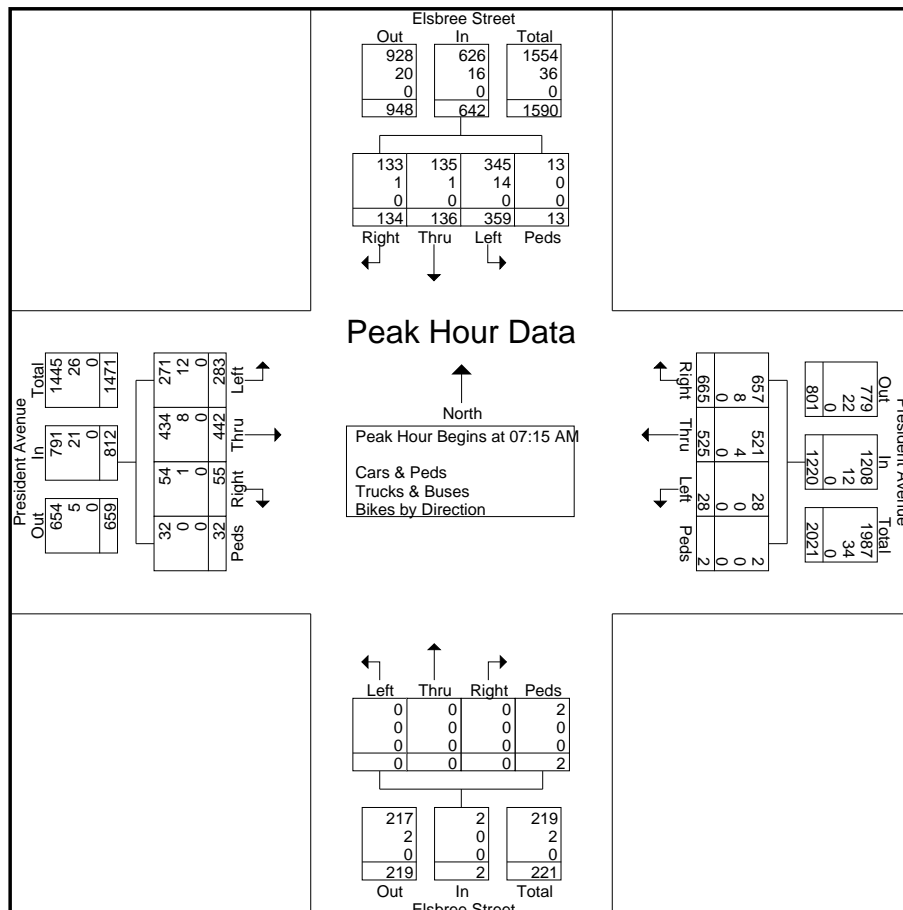 Elsbree Street
Out In Total
928 626 1554
20 16 36
0 0 0
948 642 1590
133 135 345 13
1 1 14 0
0 0 0 0
134 136 359 13
Right Thru Left Peds
Peak Hour Data
North
Peak Hour Begins at 07:15 AM
Cars & Peds
Trucks & Buses
Bikes by Direction
President Avenue
Out In Total
654 791 1445
5 21 26
0 0 0
659 812 1471
Peds Right Thru Left
32 54 434 271
0 1 8 12
0 0 0 0
32 55 442 283
President Avenue
Out In Total
779 1208 1987
22 12 34
0 0 0
801 1220 2021
657 521 28 2
8 4 0 0
0 0 0 0
665 525 28 2
Right Thru Left Peds
Left Thru Right Peds
0 0 0 2
0 0 0 0
0 0 0 0
0 0 0 2
217 2 219
2 0 2
0 0 0
219 2 221
Out In Total
Elsbree Street